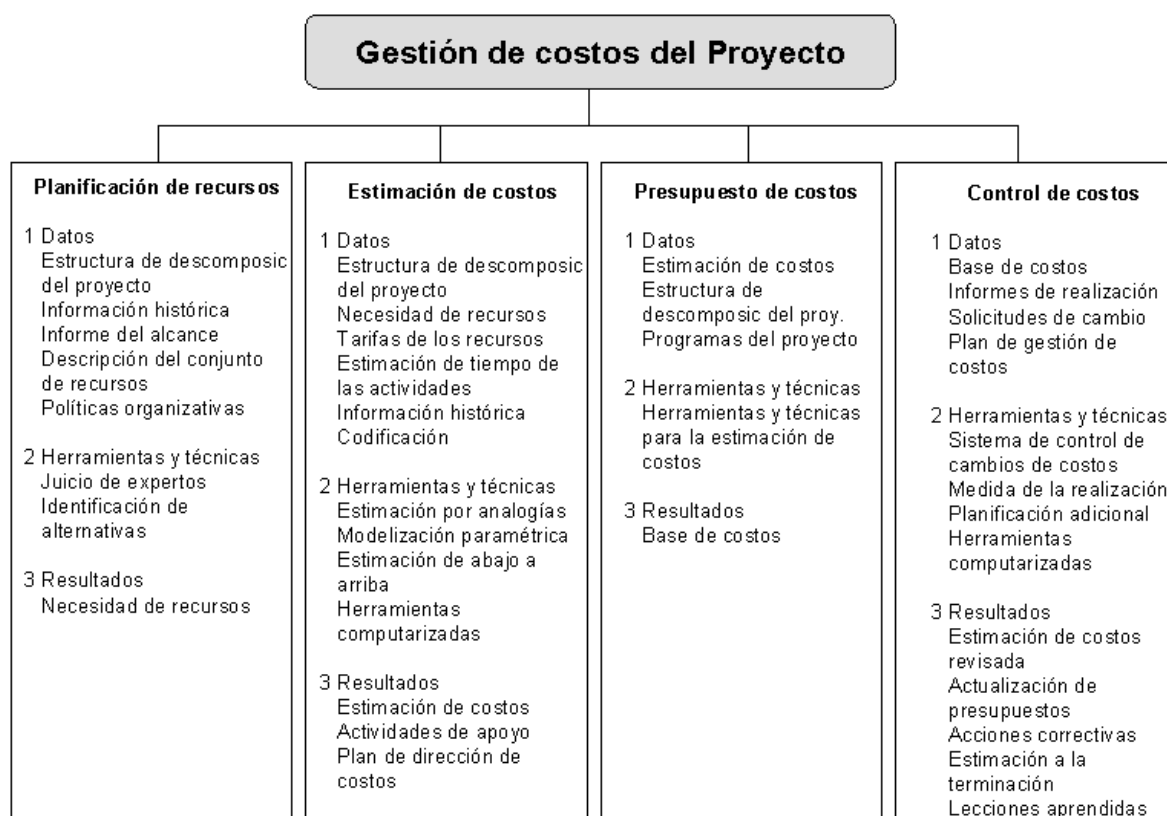 Gestión de costos del Proyecto
Planificación de recursos
1 Datos
Estructura de descomposic
del proyecto
Información histórica
Informe del alcance
Descripción del conjunto
de recursos
Políticas organizativas
2 Herramientas y técnicas
Juicio de expertos
Identificación de
alternativas
3 Resultados
Necesidad de recursos
Estimación de costos
1 Datos
Estructura de descomposic
del proyecto
Necesidad de recursos
Tarifas de los recursos
Estimación de tiempo de
las actividades
Información histórica
Codificación
2 Herramientas y técnicas
Estimación por analogías
Modelización paramétrica
Estimación de abajo a
arriba
Herramientas
computarizadas
3 Resultados
Estimación de costos
Actividades de apoyo
Plan de dirección de
costos
Presupuesto de costos
1 Datos
Estimación de costos
Estructura de
descomposic del proy.
Programas del proyecto
2 Herramientas y técnicas
Herramientas y técnicas
para la estimación de
costos
3 Resultados
Base de costos
Control de costos
1 Datos
Base de costos
Informes de realización
Solicitudes de cambio
Plan de gestión de
costos
2 Herramientas y técnicas
Sistema de control de
cambios de costos
Medida de la realización
Planificación adicional
Herramientas
computarizadas
3 Resultados
Estimación de costos
revisada
Actualización de
presupuestos
Acciones correctivas
Estimación a la
terminación
Lecciones aprendidas